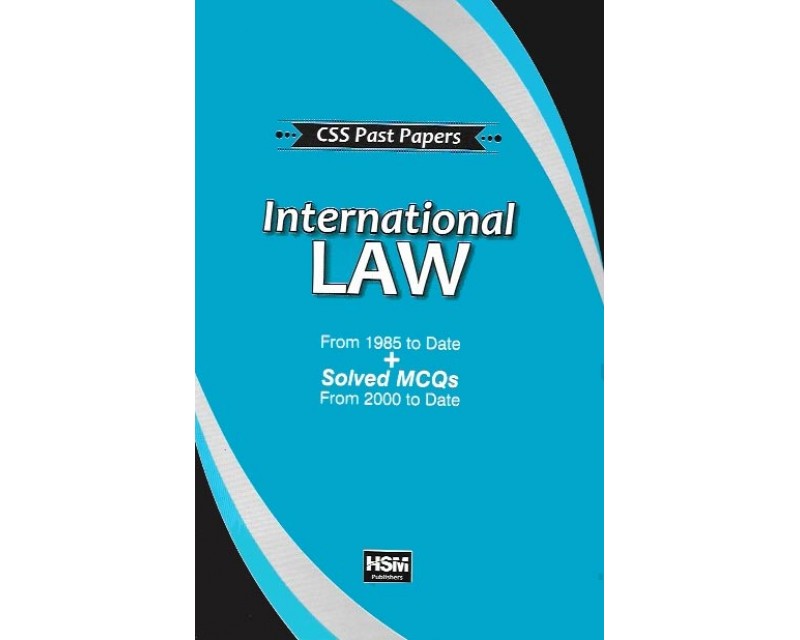 CSS Past Papers
International
LAW
From 1985 to Date
+
Solved MCQs
From 2000 to Date
HSM
Publishers